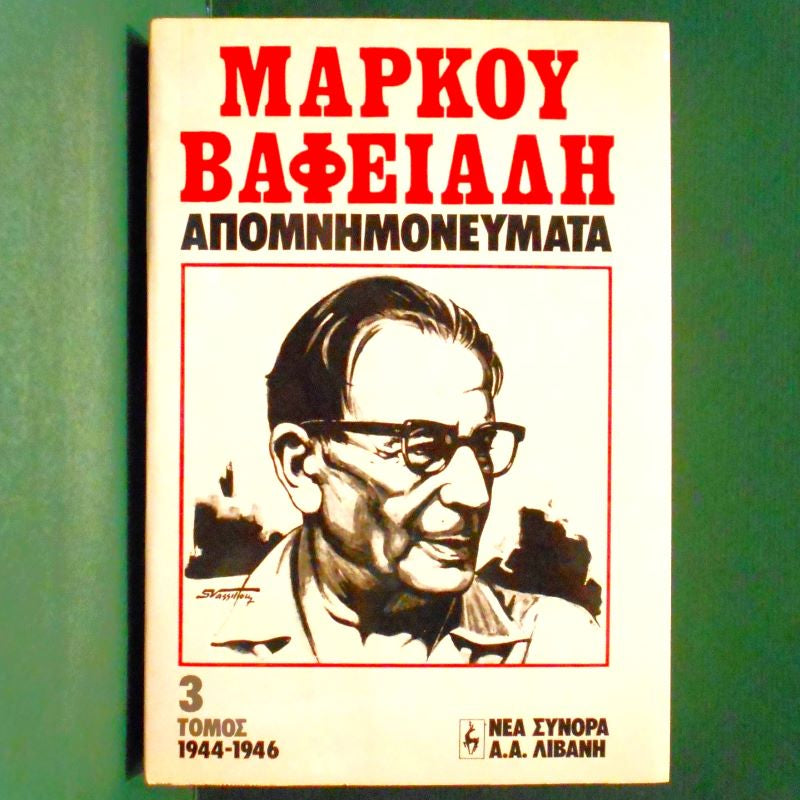 ΜΑΡΚΟΥ
ΒΑΦΕΙΑΔΗ
ΑΠΟΜΝΗΜΟΝΕΥΜΑΤΑ
3
ΤΟΜΟΣ
1944-1946
ΝΕΑ ΣΥΝΟΡΑ
Α.Α. ΛΙΒΑΝΗ